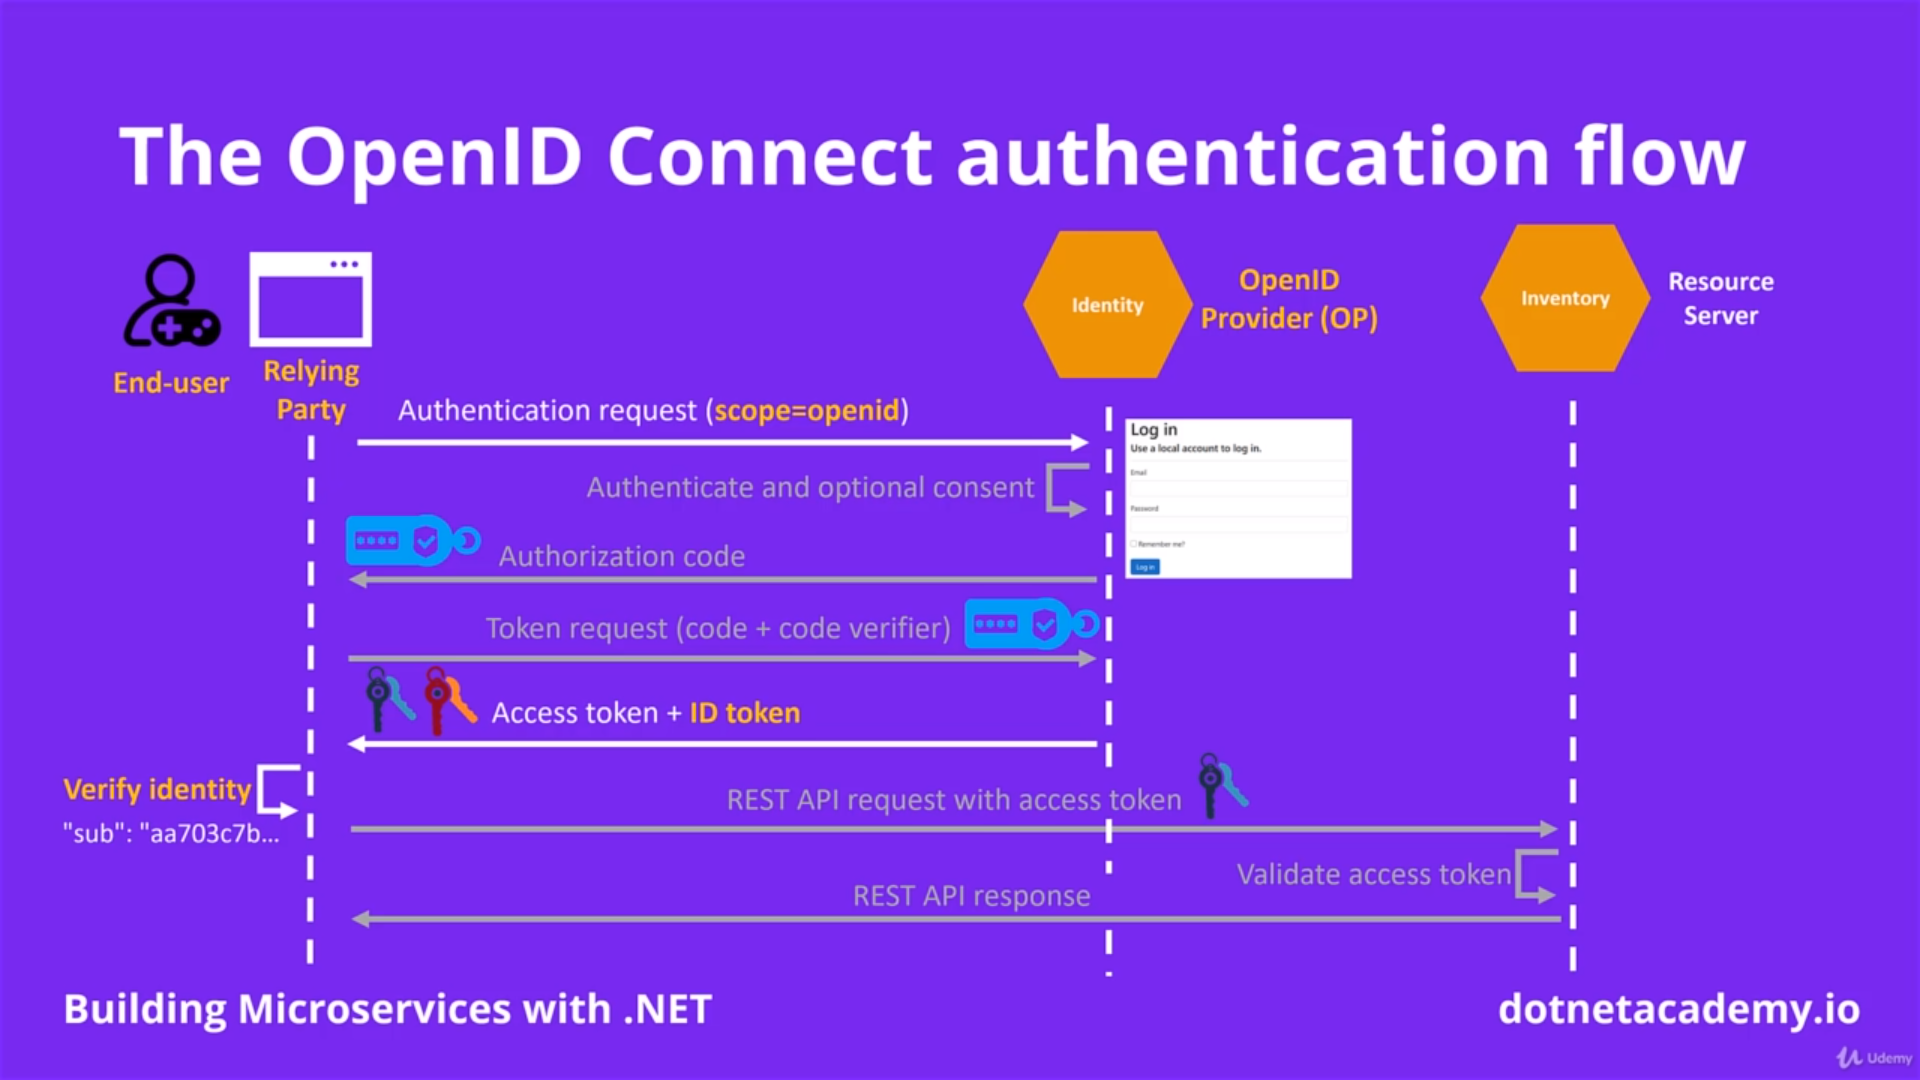 The OpenID Connect authentication flow
End-user
Relying
Party
Identity
OpenID
Provider (OP)
Inventory
Resource
Server
Authentication request (scope=openid)
Log in
Use a local account to log in.
Email
Password
Remember me?
Log in
Authenticate and optional consent
Authorization code
Token request (code + code verifier)
Access token + ID token
Verify identity
"sub": "aa703c7b...
REST API request with access token
Validate access token
REST API response
Building Microservices with .NET
dotnetacademy.io
Udemy